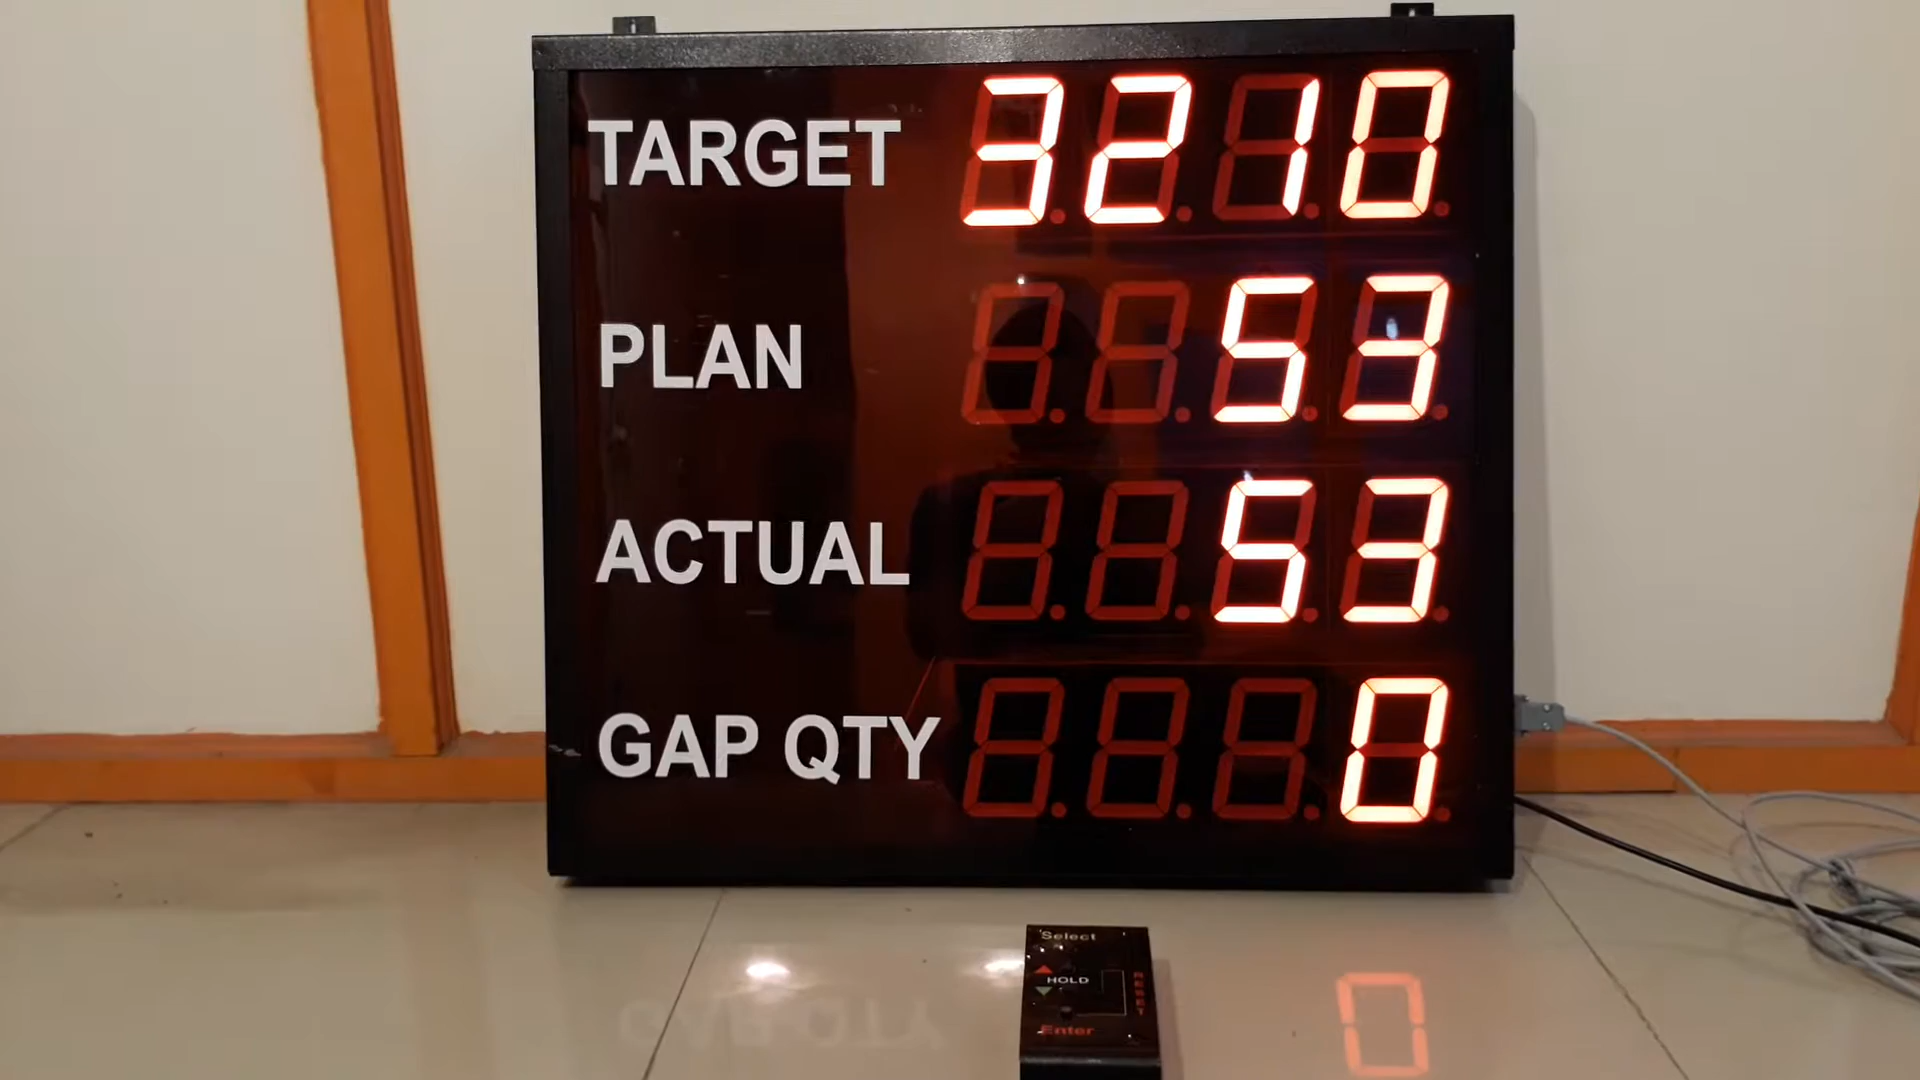 TARGET 3210
PLAN 53
ACTUAL 53
GAP QTY 0
Select
HOLD
RESET
Enter